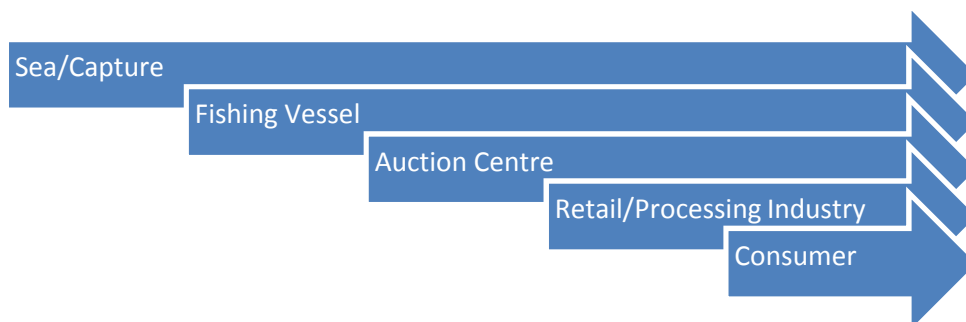 Sea/Capture
Fishing Vessel
Auction Centre
Retail/Processing Industry
Consumer